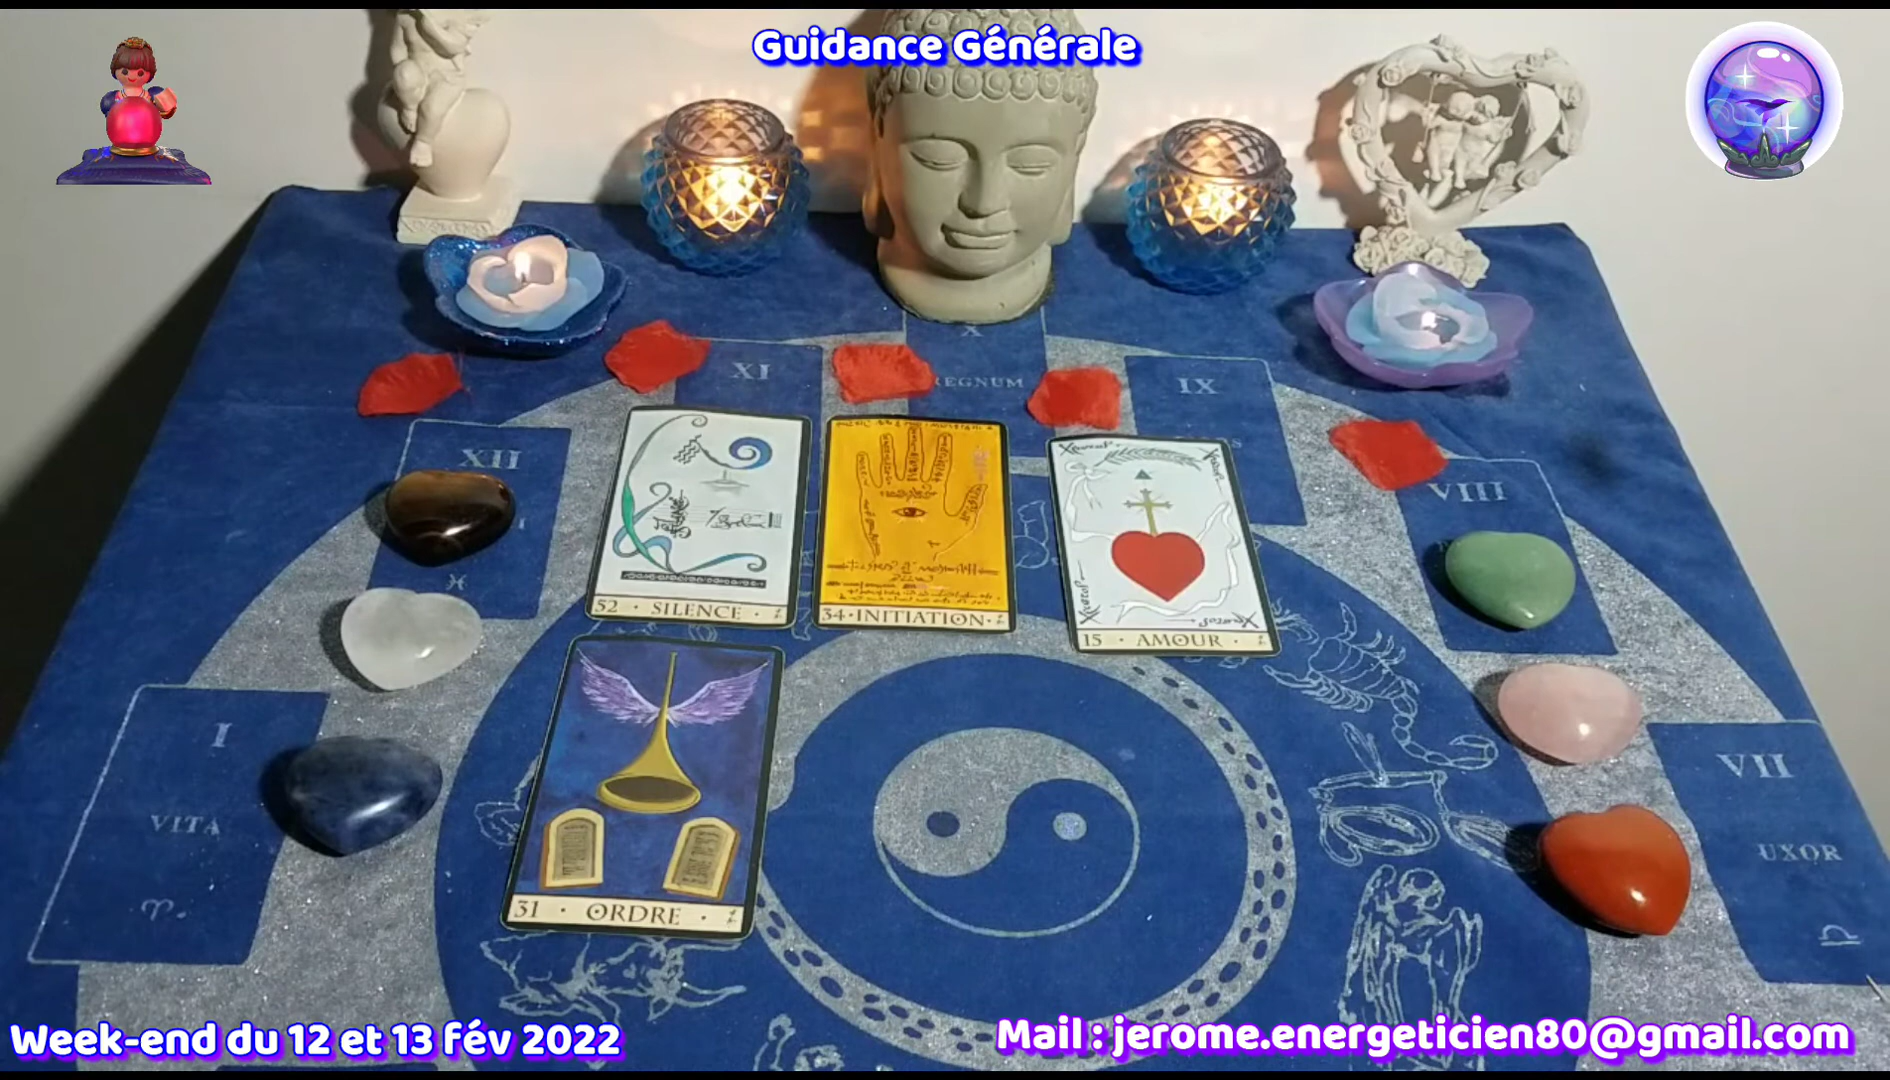 Guidance Générale
X
XI
REGNUM
IX
XII
VIII
52 · SILENCE ·
34 · INITIATION ·
15 · AMOUR ·
I
VII
VITA
UXOR
31 · ORDRE ·
Week-end du 12 et 13 fév 2022
Mail : jerome.energeticien80@gmail.com